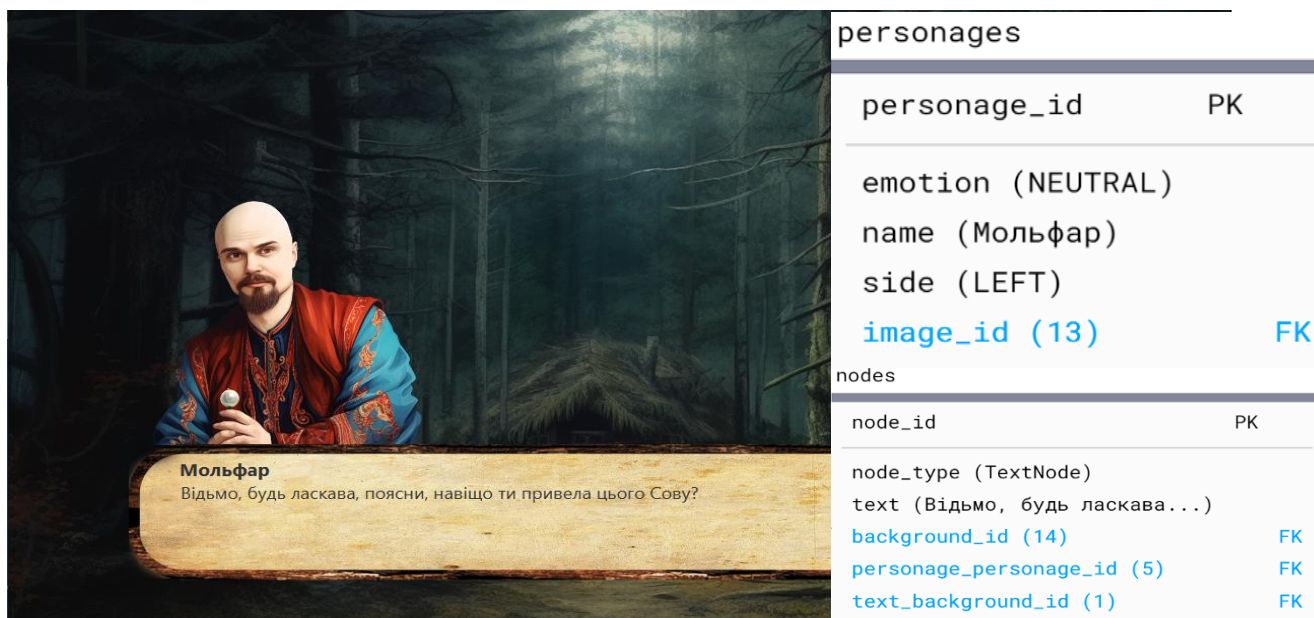 Мольфар
Відьмо, будь ласкава, поясни, навіщо ти привела цього Сову?
personages
personage_id PK
emotion (NEUTRAL)
name (Мольфар)
side (LEFT)
image_id (13) FK
nodes
node_id PK
node_type (TextNode)
text (Відьмо, будь ласкава...)
background_id (14) FK
personage_personage_id (5) FK
text_background_id (1) FK